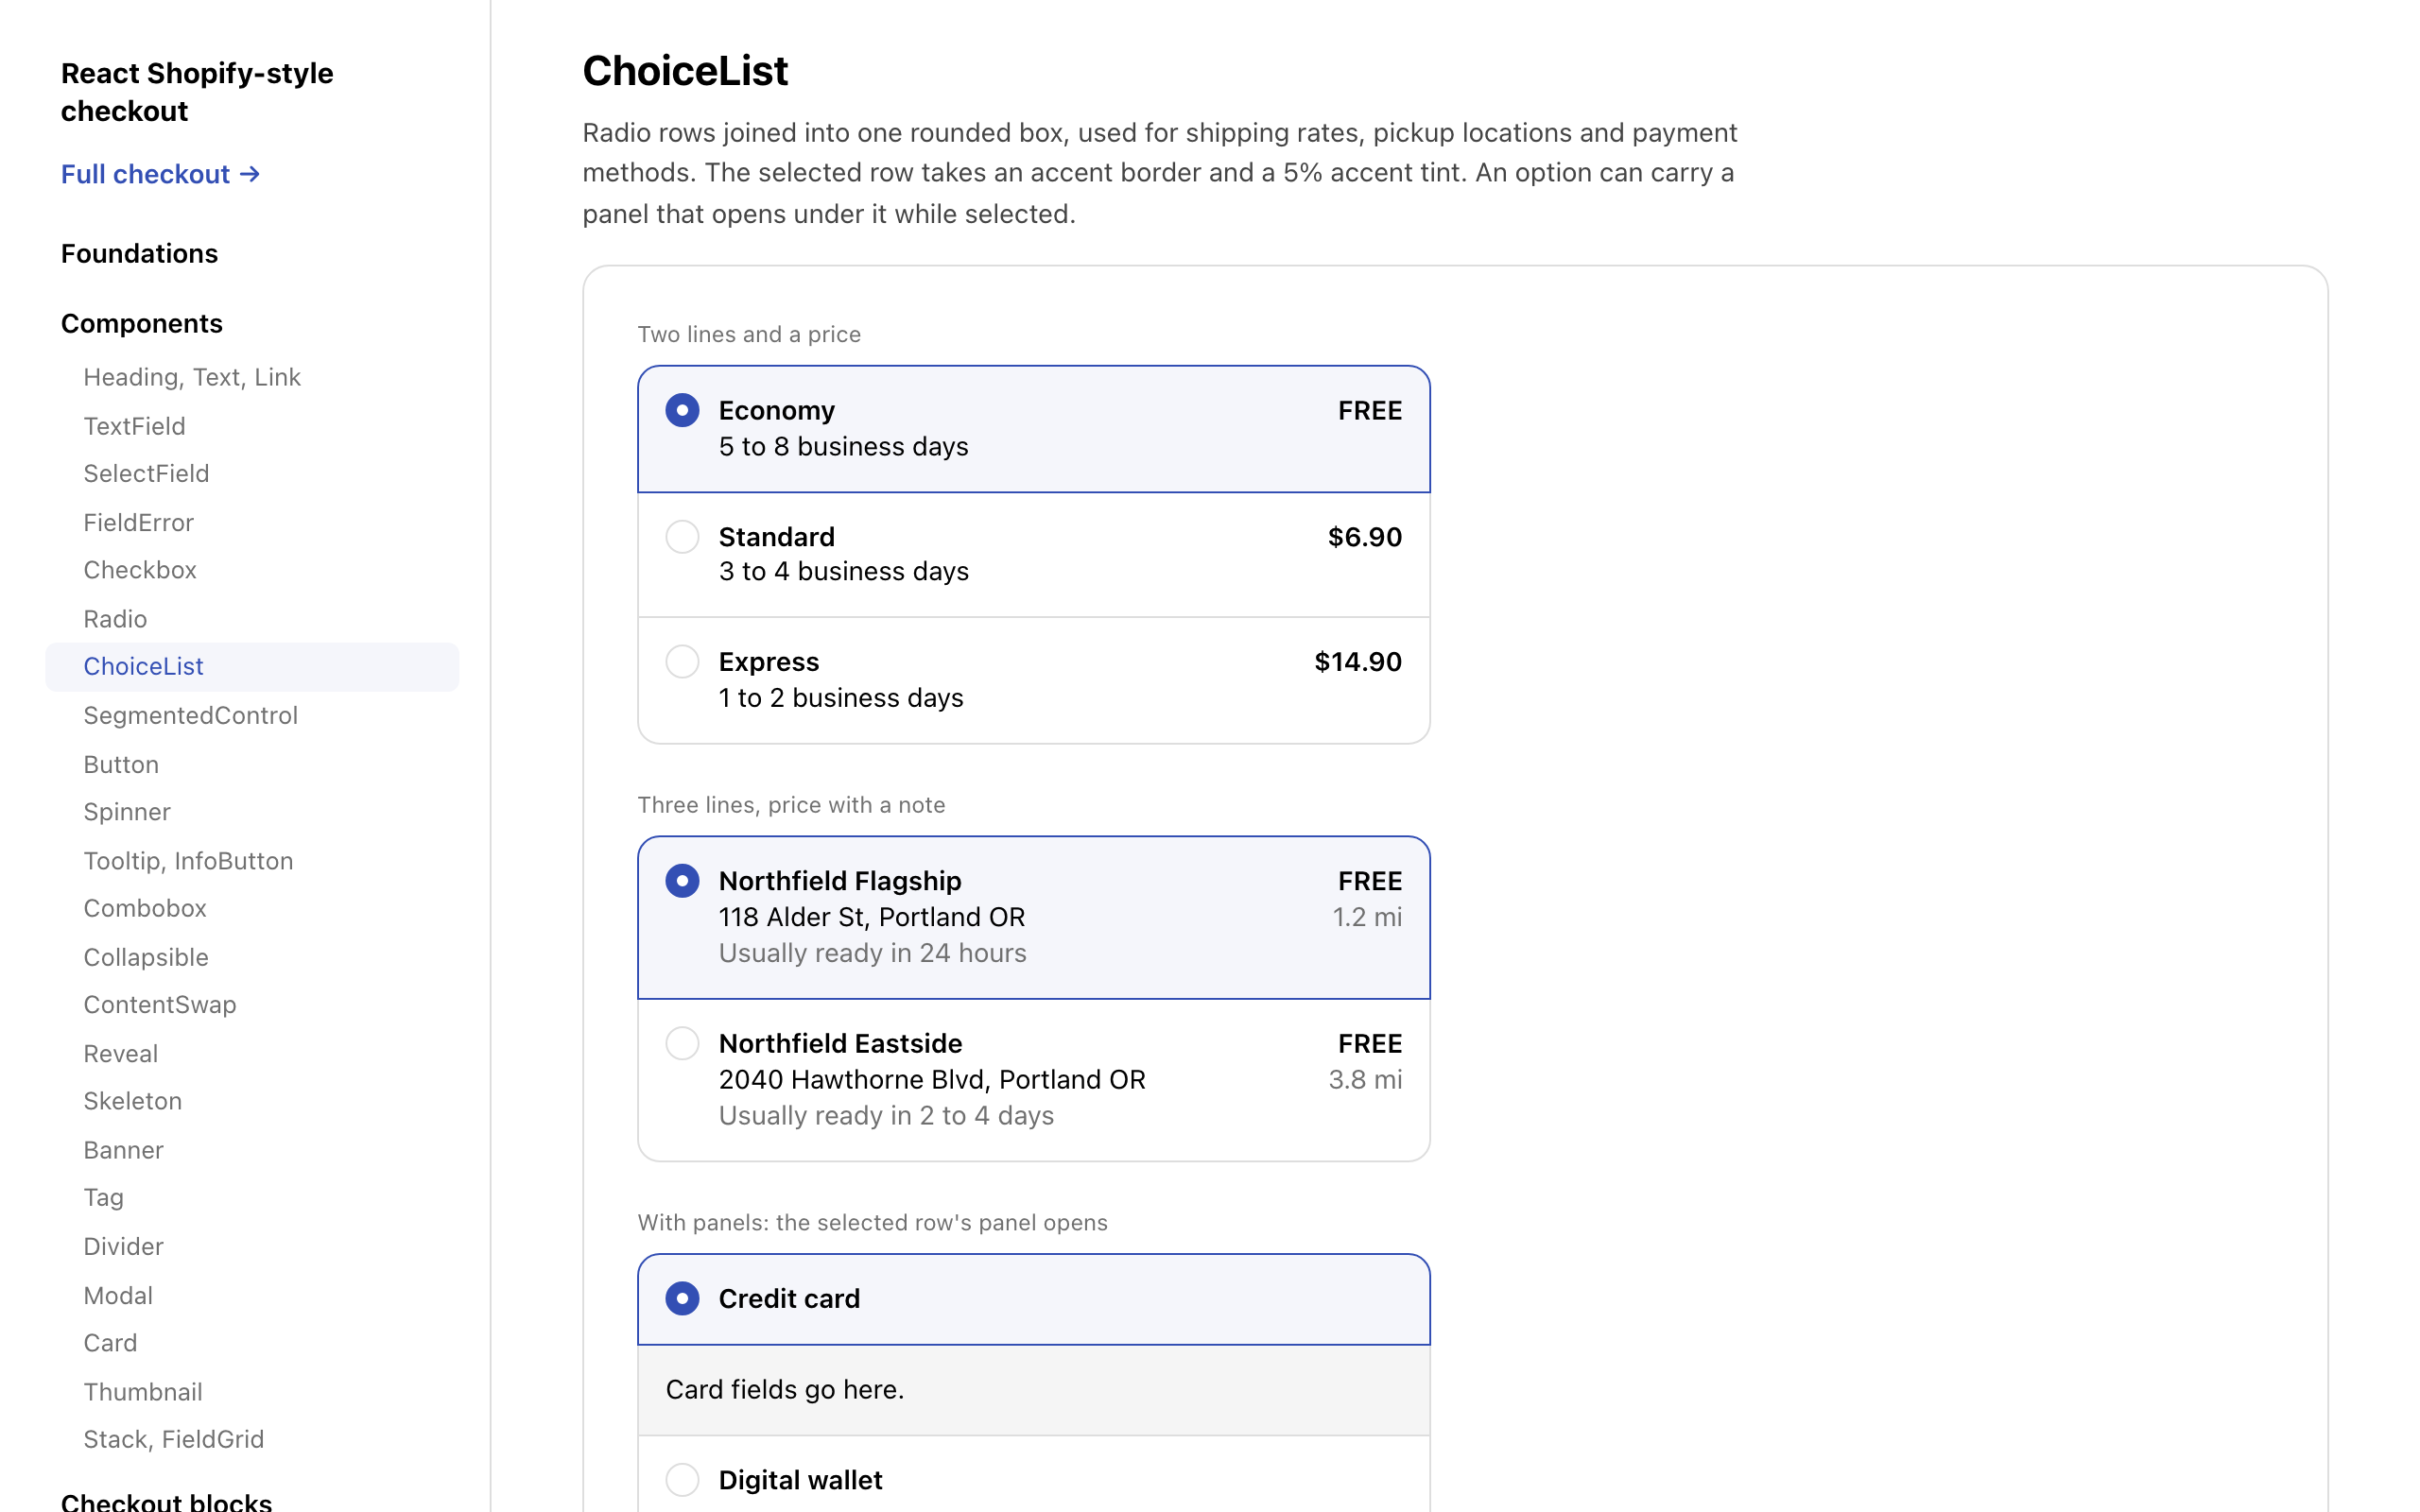 React Shopify-style
checkout
Full checkout →
Foundations
Components
Heading, Text, Link
TextField
SelectField
FieldError
Checkbox
Radio
ChoiceList
SegmentedControl
Button
Spinner
Tooltip, InfoButton
Combobox
Collapsible
ContentSwap
Reveal
Skeleton
Banner
Tag
Divider
Modal
Card
Thumbnail
Stack, FieldGrid
Checkout blocks
ChoiceList
Radio rows joined into one rounded box, used for shipping rates, pickup locations and payment
methods. The selected row takes an accent border and a 5% accent tint. An option can carry a
panel that opens under it while selected.
Two lines and a price
Economy FREE
5 to 8 business days
Standard $6.90
3 to 4 business days
Express $14.90
1 to 2 business days
Three lines, price with a note
Northfield Flagship FREE
118 Alder St, Portland OR 1.2 mi
Usually ready in 24 hours
Northfield Eastside FREE
2040 Hawthorne Blvd, Portland OR 3.8 mi
Usually ready in 2 to 4 days
With panels: the selected row's panel opens
Credit card
Card fields go here.
Digital wallet